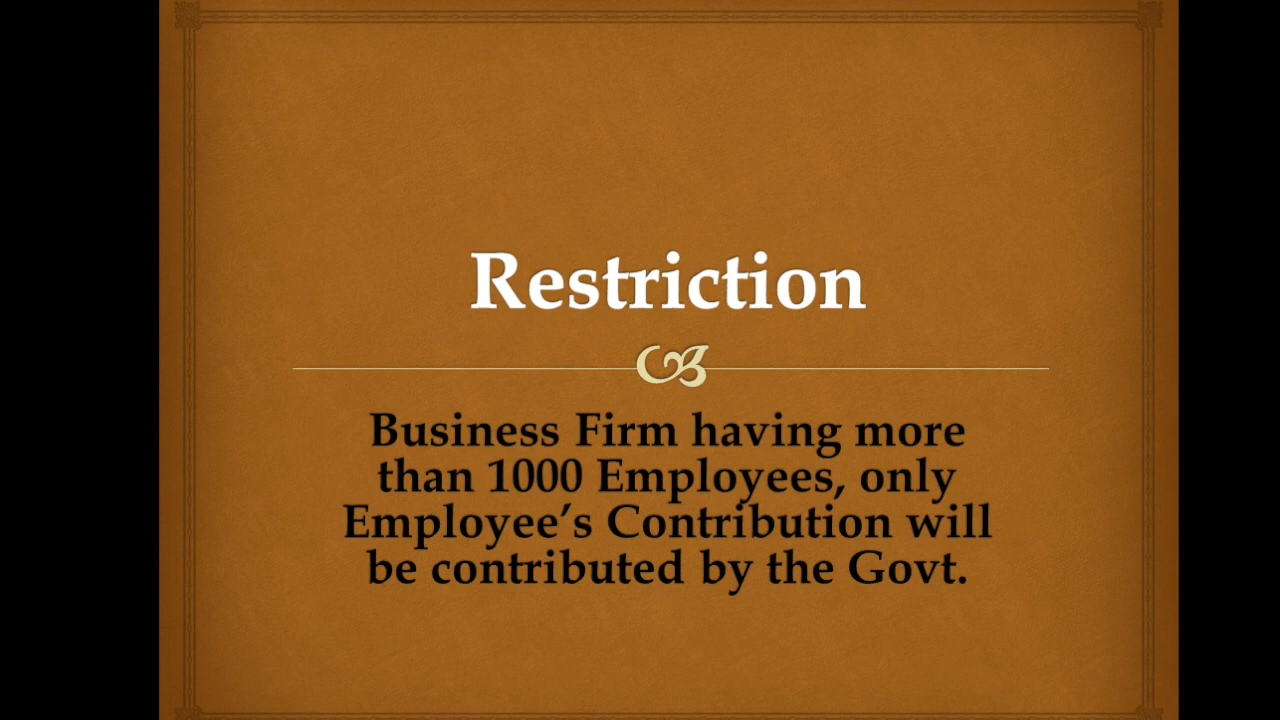 Restriction
Business Firm having more
than 1000 Employees, only
Employee’s Contribution will
be contributed by the Govt.